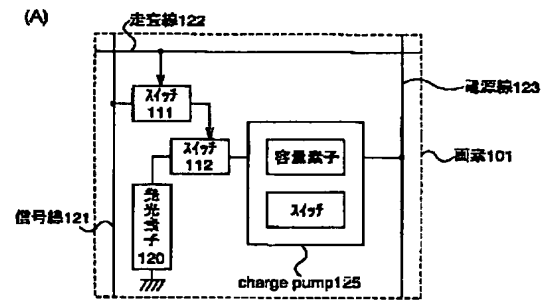 (A)
走査線122
電源線123
スイッチ
111
スイッチ
112
容量素子
画素101
スイッチ
発光素子
120
信号線121
charge pump125